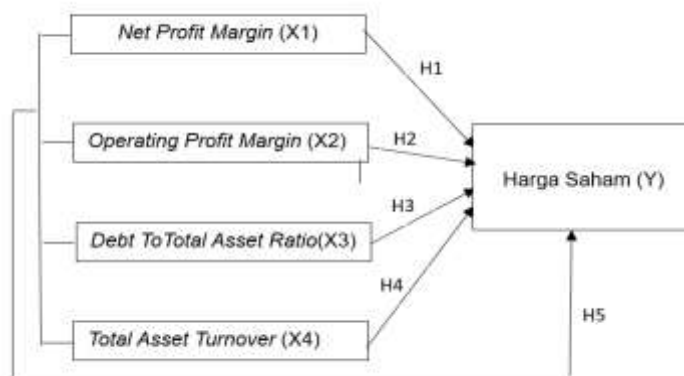 Net Profit Margin (X1)
H1
Operating Profit Margin (X2)
H2
Harga Saham (Y)
H3
Debt ToTotal Asset Ratio(X3)
H4
H5
Total Asset Turnover (X4)